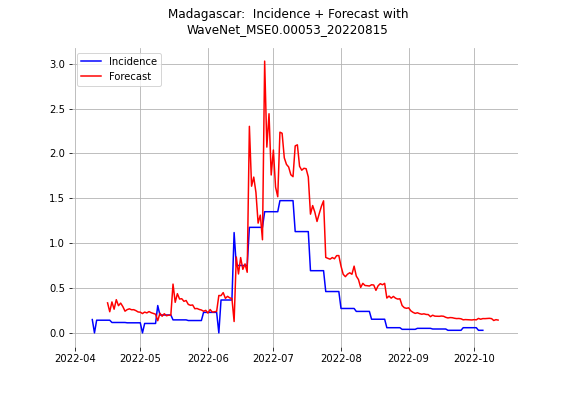 Madagascar:  Incidence + Forecast with
WaveNet_MSE0.00053_20220815
Incidence
Forecast
3.0
2.5
2.0
1.5
1.0
0.5
0.0
2022-04 2022-05 2022-06 2022-07 2022-08 2022-09 2022-10